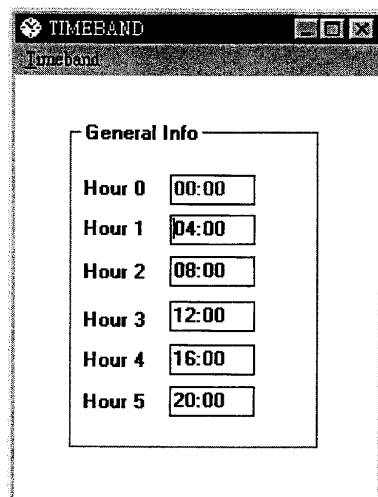 TIMEBAND
Timeband
General Info
Hour 0 00:00
Hour 1 04:00
Hour 2 08:00
Hour 3 12:00
Hour 4 16:00
Hour 5 20:00